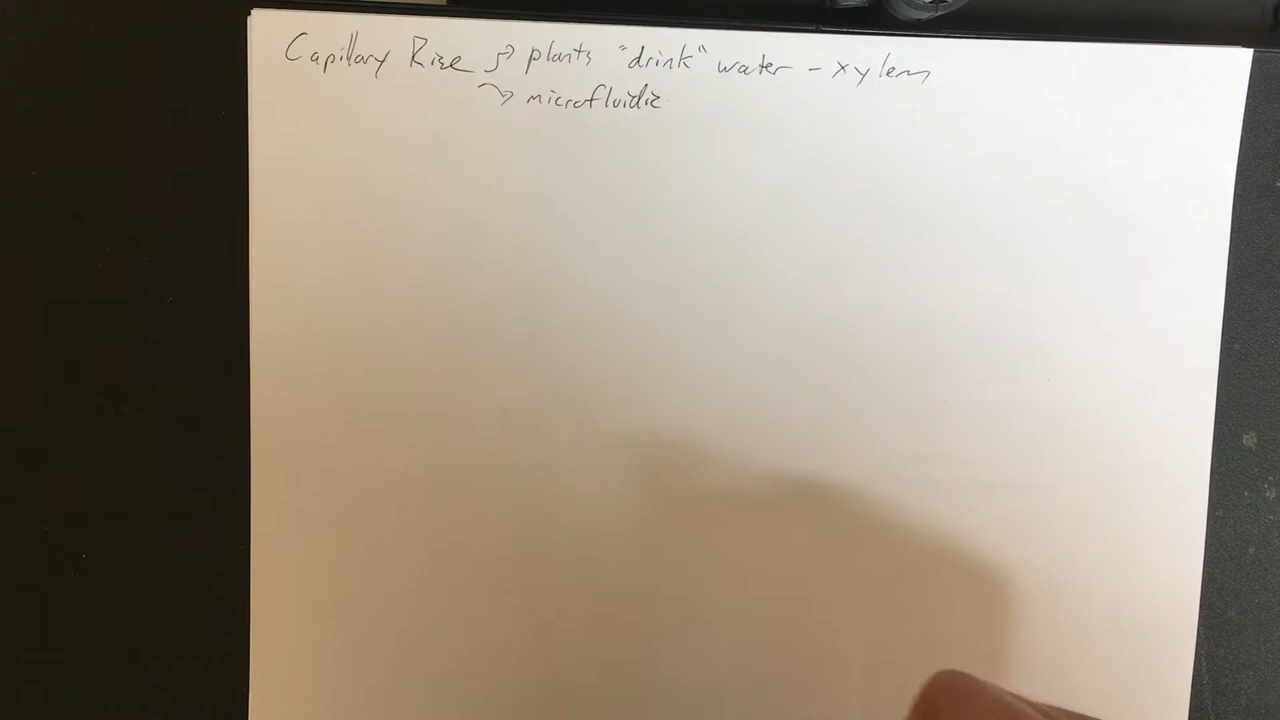 Capillary Rise → plants "drink" water - xylem
→ microfluidic